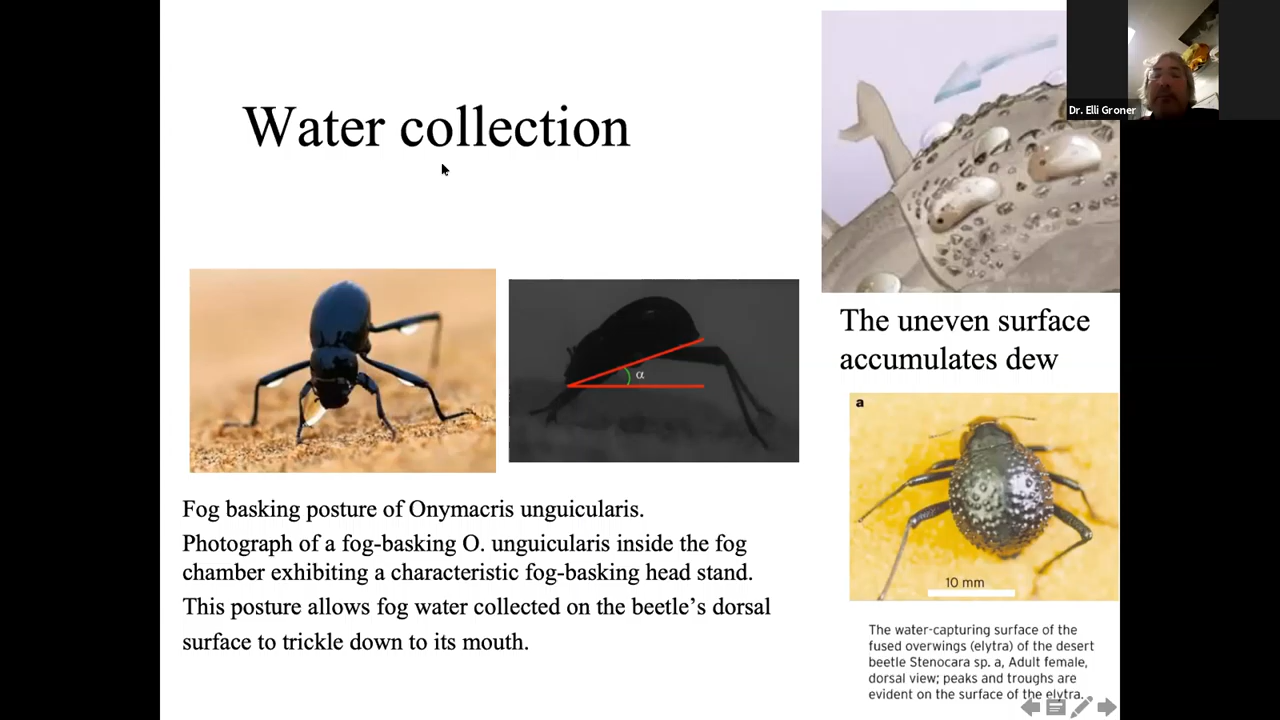 Water collection
Dr. Elli Groner
α
The uneven surface
accumulates dew
a
10 mm
Fog basking posture of Onymacris unguicularis.
Photograph of a fog-basking O. unguicularis inside the fog
chamber exhibiting a characteristic fog-basking head stand.
This posture allows fog water collected on the beetle’s dorsal
surface to trickle down to its mouth.
The water-capturing surface of the
fused overwings (elytra) of the desert
beetle Stenocara sp. a, Adult female,
dorsal view; peaks and troughs are
evident on the surface of the elytra.